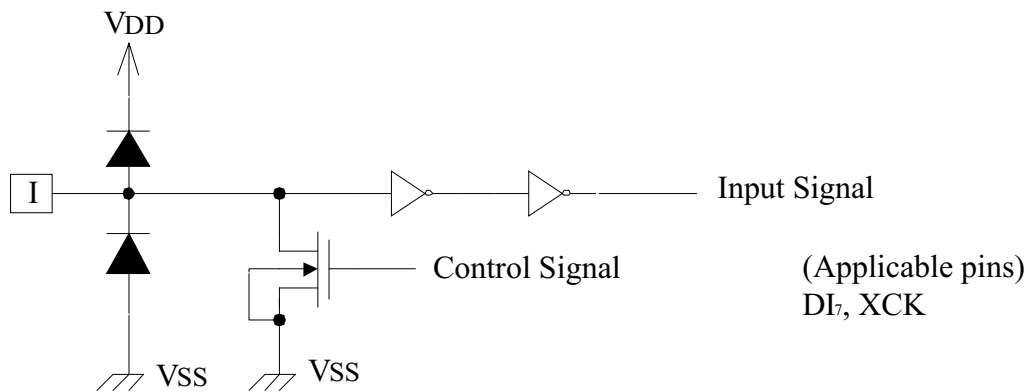 VDD
I
Input Signal
Control Signal
(Applicable pins)
DI₇, XCK
VSS
VSS